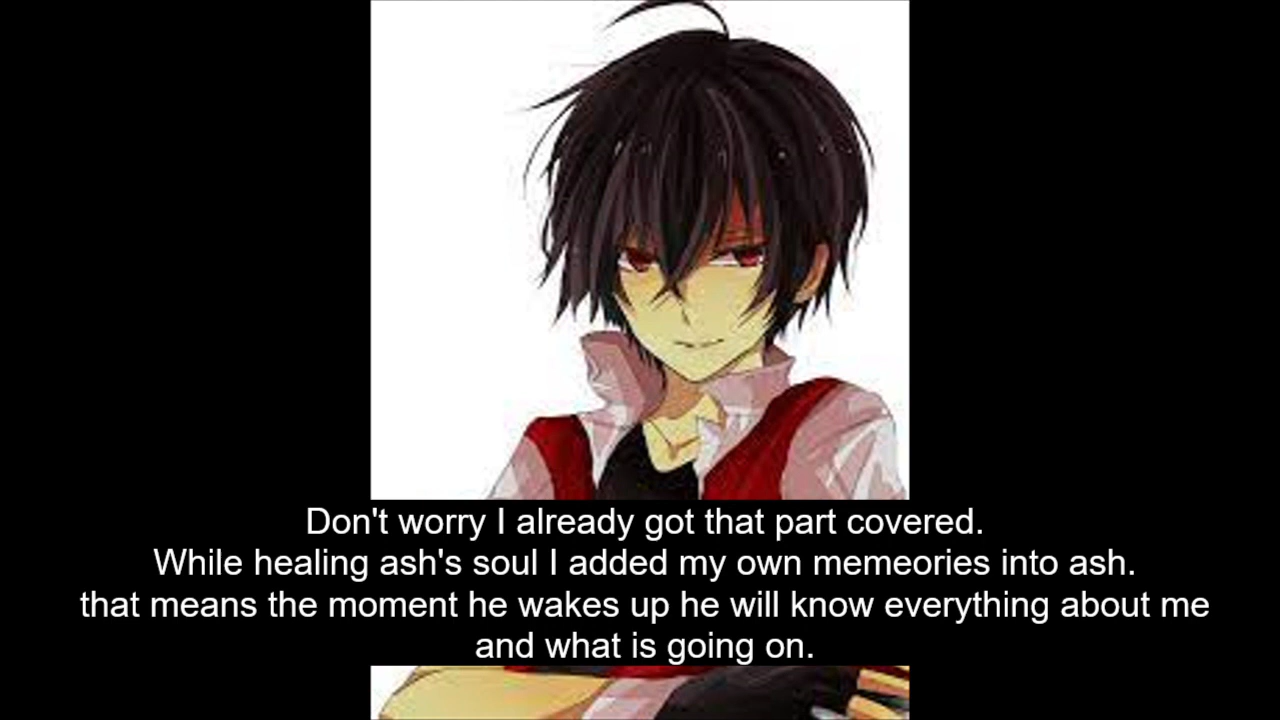 Don't worry I already got that part covered.
While healing ash's soul I added my own memeories into ash.
that means the moment he wakes up he will know everything about me
and what is going on.